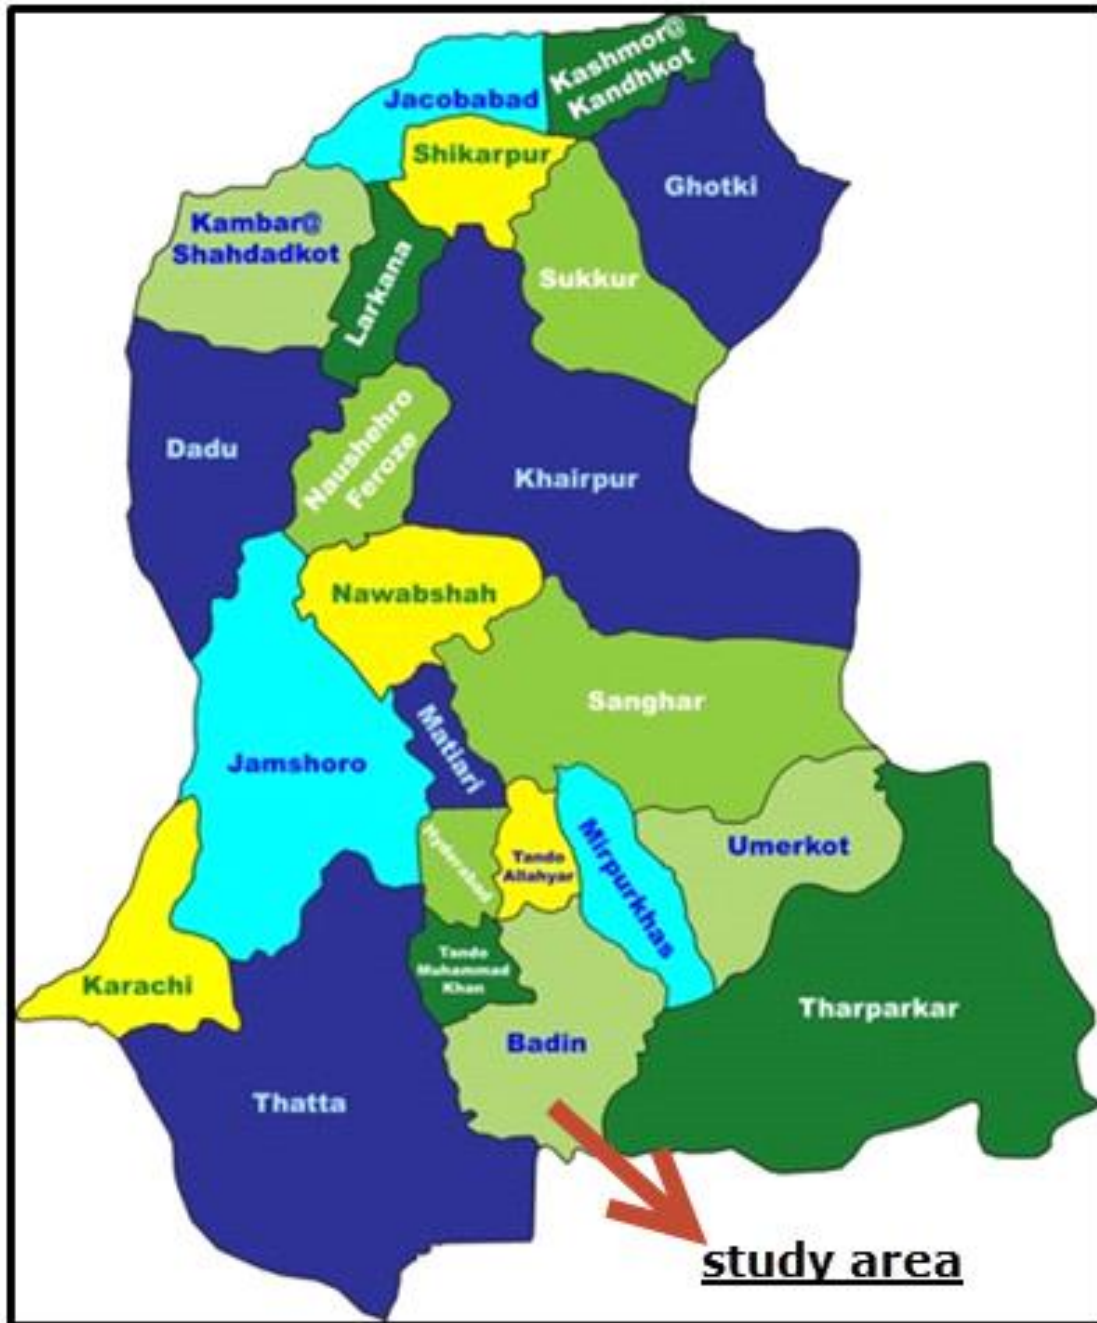 Kashmor@
Kandhkot
Jacobabad
Shikarpur
Ghotki
Kambar@
Shahdadkot
Larkana
Sukkur
Naushehro
Feroze
Dadu
Khairpur
Nawabshah
Sanghar
Matiari
Jamshoro
Hyderabad
Tando
Allahyar
Mirpurkhas
Umerkot
Tando
Muhammad
Khan
Karachi
Tharparkar
Badin
Thatta
study area